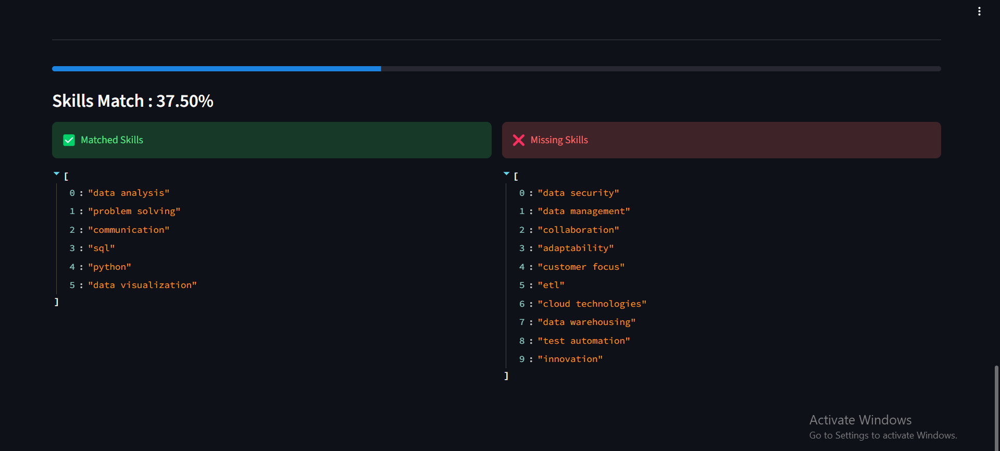 Skills Match : 37.50%
✅ Matched Skills
[
0 : "data analysis"
1 : "problem solving"
2 : "communication"
3 : "sql"
4 : "python"
5 : "data visualization"
]
❌ Missing Skills
[
0 : "data security"
1 : "data management"
2 : "collaboration"
3 : "adaptability"
4 : "customer focus"
5 : "etl"
6 : "cloud technologies"
7 : "data warehousing"
8 : "test automation"
9 : "innovation"
]
Activate Windows
Go to Settings to activate Windows.